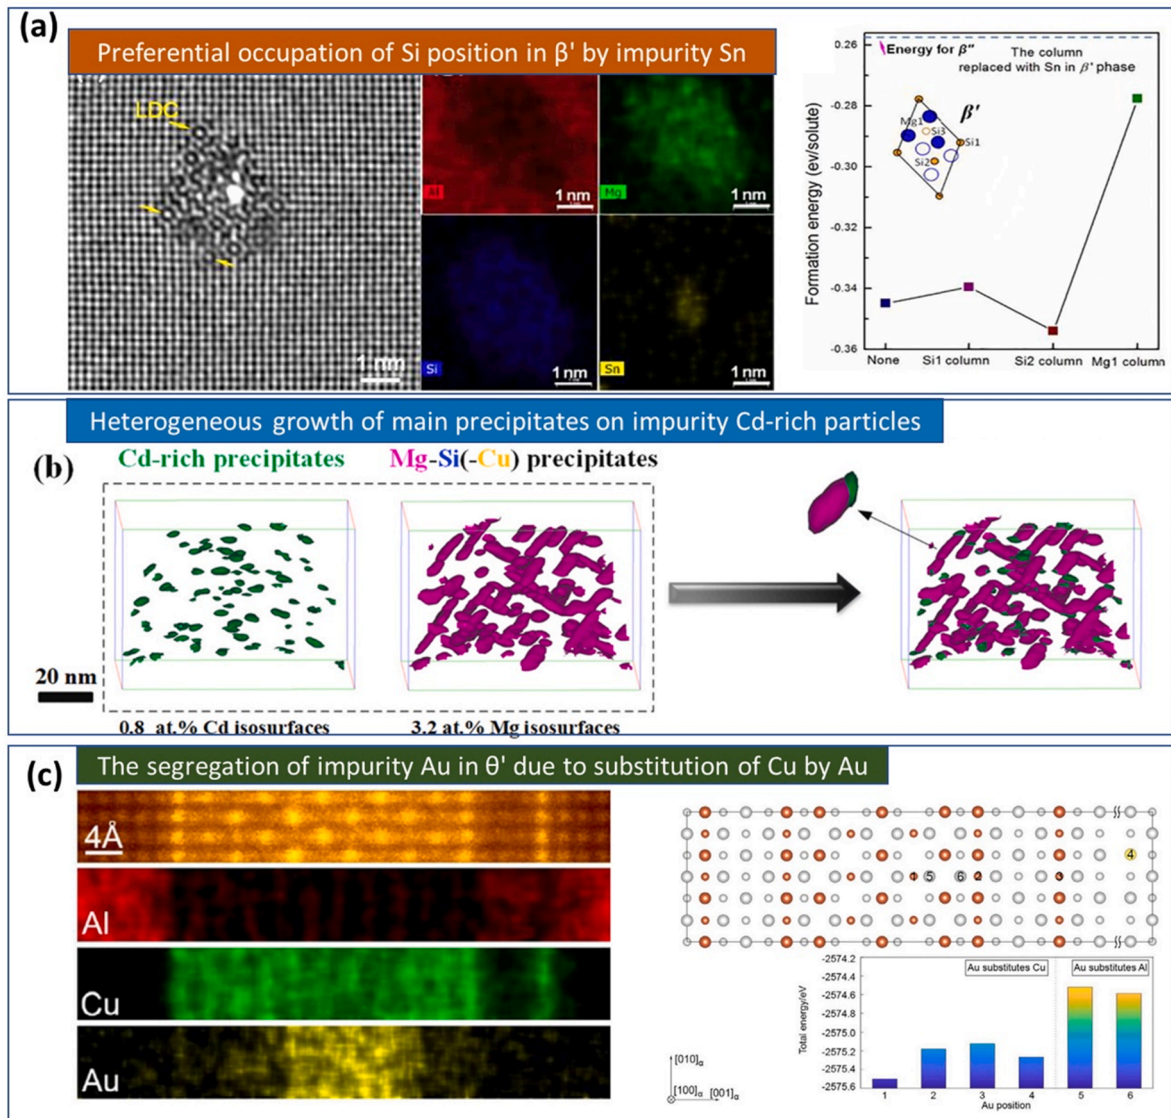 (a)
Preferential occupation of Si position in β' by impurity Sn
LDC
1 nm
Al
1 nm
Mg
1 nm
Si
1 nm
Sn
1 nm
Formation energy (ev/solute)
0.26
-0.28
-0.30
-0.32
-0.34
-0.36
Energy for β"
The column
replaced with Sn in β' phase
β'
Mg1
Si3
Si1
Si2
None
Si1 column
Si2 column
Mg1 column
Heterogeneous growth of main precipitates on impurity Cd-rich particles
(b)
Cd-rich precipitates
Mg-Si(-Cu) precipitates
20 nm
0.8 at.% Cd isosurfaces
3.2 at.% Mg isosurfaces
(c)
The segregation of impurity Au in θ' due to substitution of Cu by Au
4Å
Al
Cu
Au
4
1 5 6 2 3
[010]α
[100]α
[001]α
Total energy/eV
-2574.2
-2574.4
-2574.6
-2574.8
-2575.0
-2575.2
-2575.4
-2575.6
Au substitutes Cu
Au substitutes Al
1 2 3 4 5 6
Au position